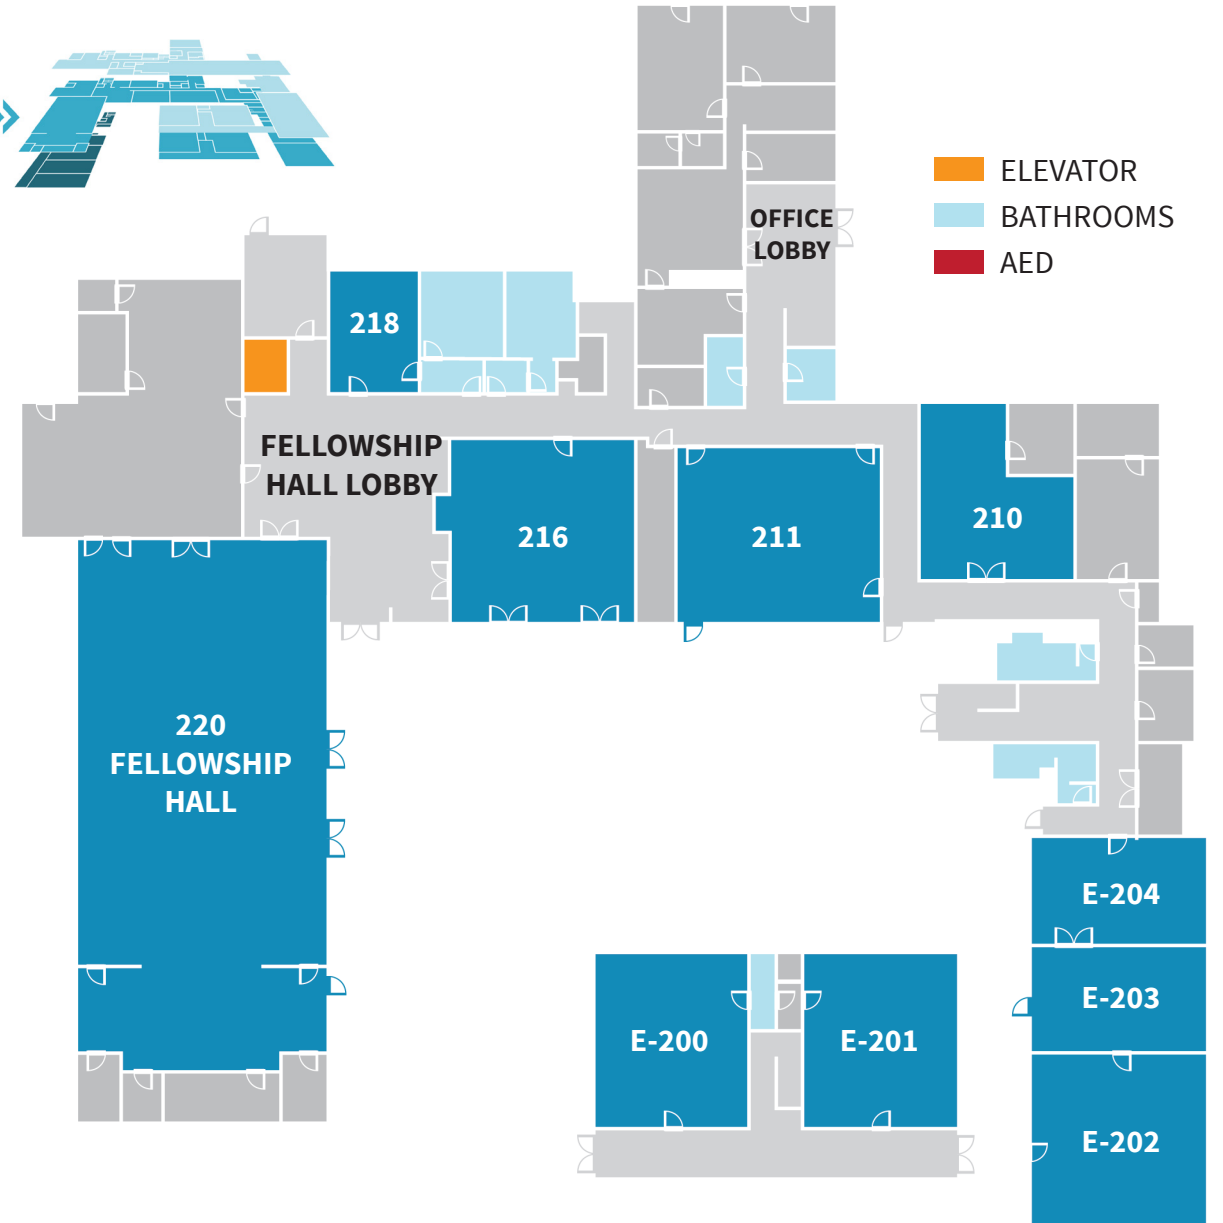 ELEVATOR
BATHROOMS
AED
OFFICE
LOBBY
218
FELLOWSHIP
HALL LOBBY
216
211
210
220
FELLOWSHIP
HALL
E-204
E-203
E-202
E-200
E-201